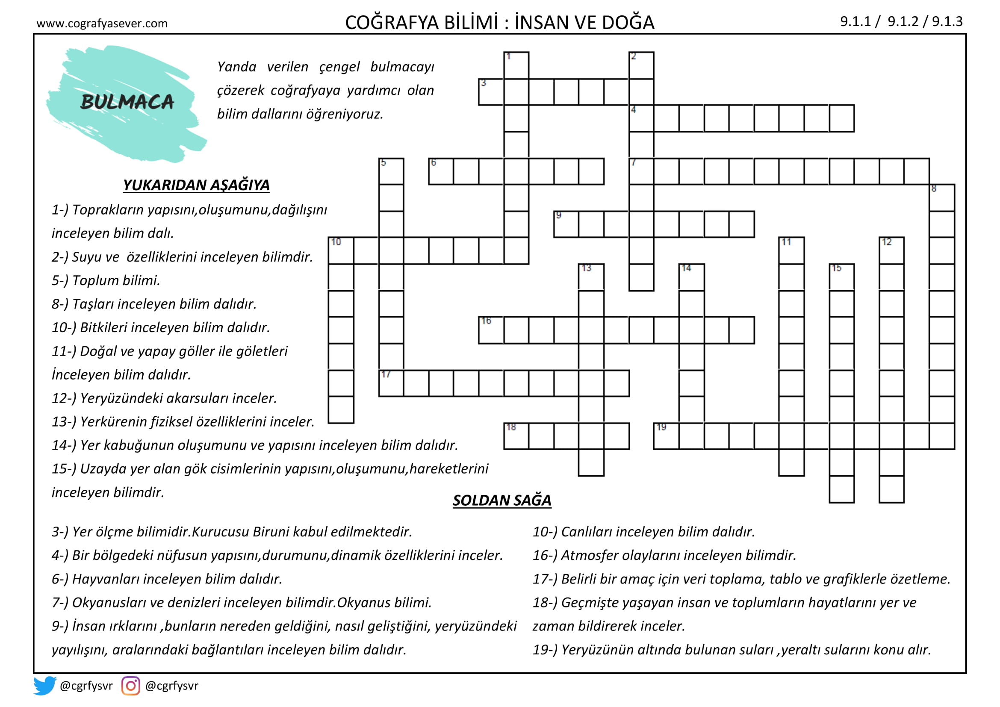 www.cografyasever.com
COĞRAFYA BİLİMİ : İNSAN VE DOĞA
9.1.1 / 9.1.2 / 9.1.3
BULMACA
Yanda verilen çengel bulmacayı
çözerek coğrafyaya yardımcı olan
bilim dallarını öğreniyoruz.
1
2
3
4
5
6
7
8
9
10
11
12
13
14
15
16
17
18
19
YUKARIDAN AŞAĞIYA
1-) Toprakların yapısını,oluşumunu,dağılışını
inceleyen bilim dalı.
2-) Suyu ve özelliklerini inceleyen bilimdir.
5-) Toplum bilimi.
8-) Taşları inceleyen bilim dalıdır.
10-) Bitkileri inceleyen bilim dalıdır.
11-) Doğal ve yapay göller ile göletleri
İnceleyen bilim dalıdır.
12-) Yeryüzündeki akarsuları inceler.
13-) Yerkürenin fiziksel özelliklerini inceler.
14-) Yer kabuğunun oluşumunu ve yapısını inceleyen bilim dalıdır.
15-) Uzayda yer alan gök cisimlerinin yapısını,oluşumunu,hareketlerini
inceleyen bilimdir.
SOLDAN SAĞA
3-) Yer ölçme bilimidir.Kurucusu Biruni kabul edilmektedir.
4-) Bir bölgedeki nüfusun yapısını,durumunu,dinamik özelliklerini inceler.
6-) Hayvanları inceleyen bilim dalıdır.
7-) Okyanusları ve denizleri inceleyen bilimdir.Okyanus bilimi.
9-) İnsan ırklarını ,bunların nereden geldiğini, nasıl geliştiğini, yeryüzündeki
yayılışını, aralarındaki bağlantıları inceleyen bilim dalıdır.
10-) Canlıları inceleyen bilim dalıdır.
16-) Atmosfer olaylarını inceleyen bilimdir.
17-) Belirli bir amaç için veri toplama, tablo ve grafiklerle özetleme.
18-) Geçmişte yaşayan insan ve toplumların hayatlarını yer ve
zaman bildirerek inceler.
19-) Yeryüzünün altında bulunan suları ,yeraltı sularını konu alır.
@cgrfysvr
@cgrfysvr